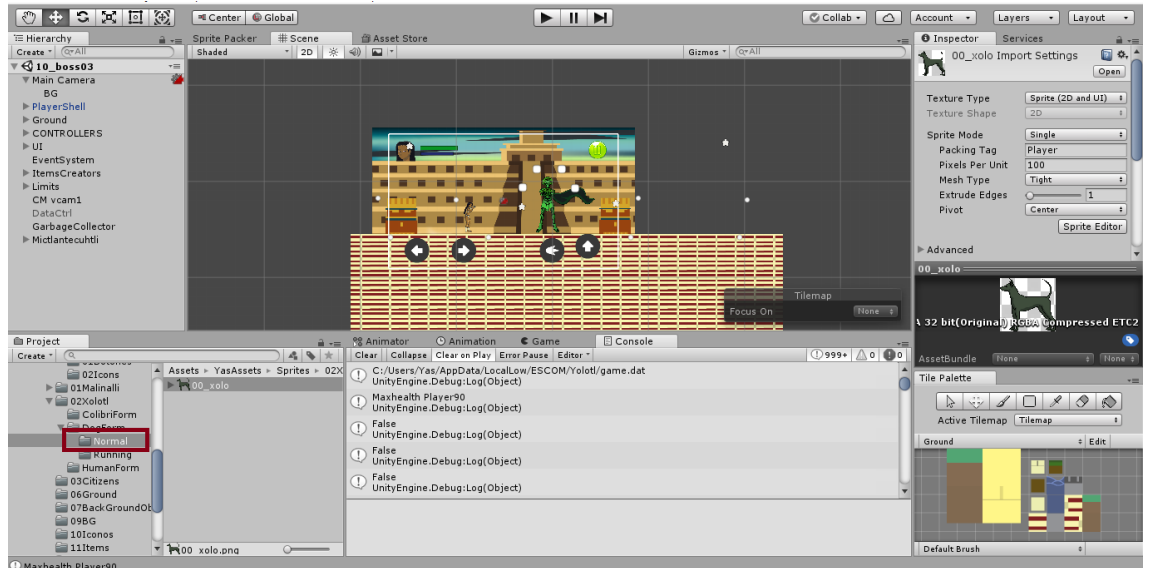 Center
Global
Collab
Account
Layers
Layout
Hierarchy
Create
All
10_boss03
Main Camera
BG
PlayerShell
Ground
CONTROLLERS
UI
EventSystem
ItemsCreators
Limits
CM vcam1
DataCtrl
GarbageCollector
Mictlantecuhtli
Sprite Packer
Scene
Asset Store
Shaded
2D
Gizmos
All
Tilemap
Focus On
None
Inspector
Services
00_xolo Import Settings
Open
Texture Type
Sprite (2D and UI)
Texture Shape
2D
Sprite Mode
Single
Packing Tag
Player
Pixels Per Unit
100
Mesh Type
Tight
Extrude Edges
1
Pivot
Center
Sprite Editor
Advanced
00_xolo
32 bit(Original) RGBA Compressed ETC2
AssetBundle
None
None
Project
Create
02Icons
01Malinalli
02Xolotl
ColibriForm
DogForm
Normal
Running
HumanForm
03Citizens
06Ground
07BackGroundOb
09BG
10Iconos
11Items
Assets
YasAssets
Sprites
02X
00_xolo
00_xolo.png
Animator
Animation
Game
Console
Clear
Collapse
Clear on Play
Error Pause
Editor
999+
0
0
C:/Users/Yas/AppData/LocalLow/ESCOM/Yolotl/game.dat
UnityEngine.Debug:Log(Object)
Maxhealth Player90
UnityEngine.Debug:Log(Object)
False
UnityEngine.Debug:Log(Object)
False
UnityEngine.Debug:Log(Object)
False
UnityEngine.Debug:Log(Object)
Tile Palette
Active Tilemap
Tilemap
Ground
Edit
Default Brush
Maxhealth Player90